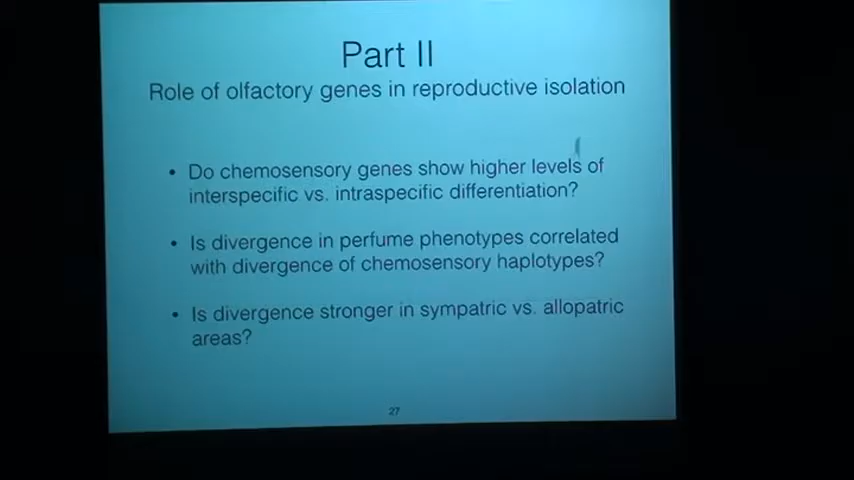 Part II
Role of olfactory genes in reproductive isolation
• Do chemosensory genes show higher levels of
interspecific vs. intraspecific differentiation?
• Is divergence in perfume phenotypes correlated
with divergence of chemosensory haplotypes?
• Is divergence stronger in sympatric vs. allopatric
areas?
27